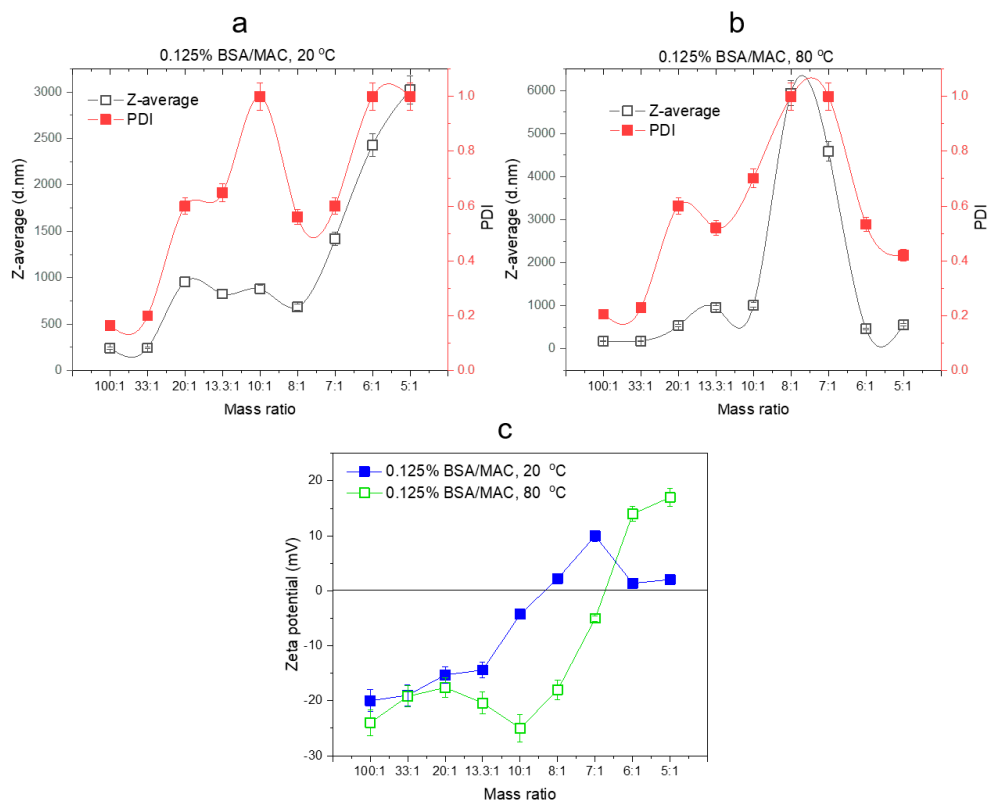 a
0.125% BSA/MAC, 20 °C
Z-average
PDI
Z-average (d.nm)
3000
2500
2000
1500
1000
500
0
PDI
1.0
0.8
0.6
0.4
0.2
0.0
100:1 33:1 20:1 13.3:1 10:1 8:1 7:1 6:1 5:1
Mass ratio
b
0.125% BSA/MAC, 80 °C
Z-average
PDI
Z-average (d.nm)
6000
5000
4000
3000
2000
1000
0
PDI
1.0
0.8
0.6
0.4
0.2
0.0
100:1 33:1 20:1 13.3:1 10:1 8:1 7:1 6:1 5:1
Mass ratio
c
0.125% BSA/MAC, 20 °C
0.125% BSA/MAC, 80 °C
Zeta potential (mV)
20
10
0
-10
-20
-30
100:1 33:1 20:1 13.3:1 10:1 8:1 7:1 6:1 5:1
Mass ratio